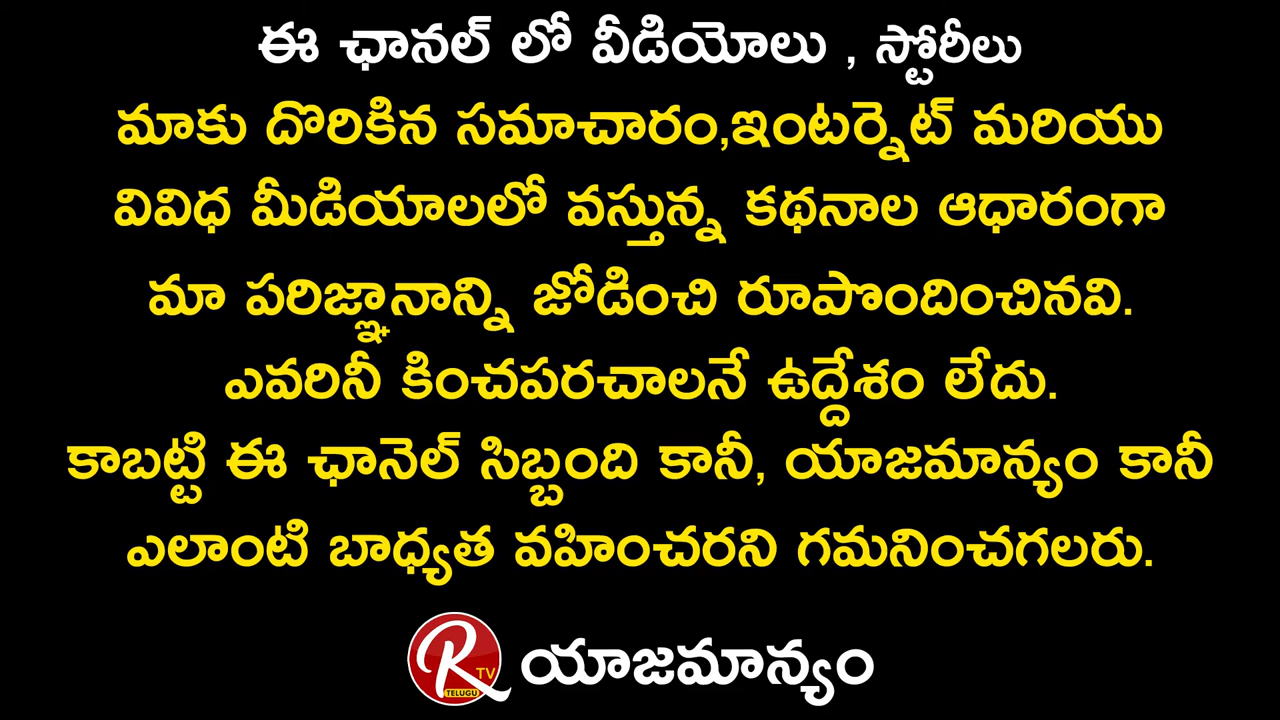 ఈ ఛానల్ లో వీడియోలు , స్టోరీలు
మాకు దొరికిన సమాచారం,ఇంటర్నెట్ మరియు
వివిధ మీడియాలలో వస్తున్న కథనాల ఆధారంగా
మా పరిజ్ఞానాన్ని జోడించి రూపొందించినవి.
ఎవరినీ కించపరచాలనే ఉద్దేశం లేదు.
కాబట్టి ఈ ఛానెల్ సిబ్బంది కానీ, యాజమాన్యం కానీ
ఎలాంటి బాధ్యత వహించరని గమనించగలరు.
R TV TELUGU యాజమాన్యం